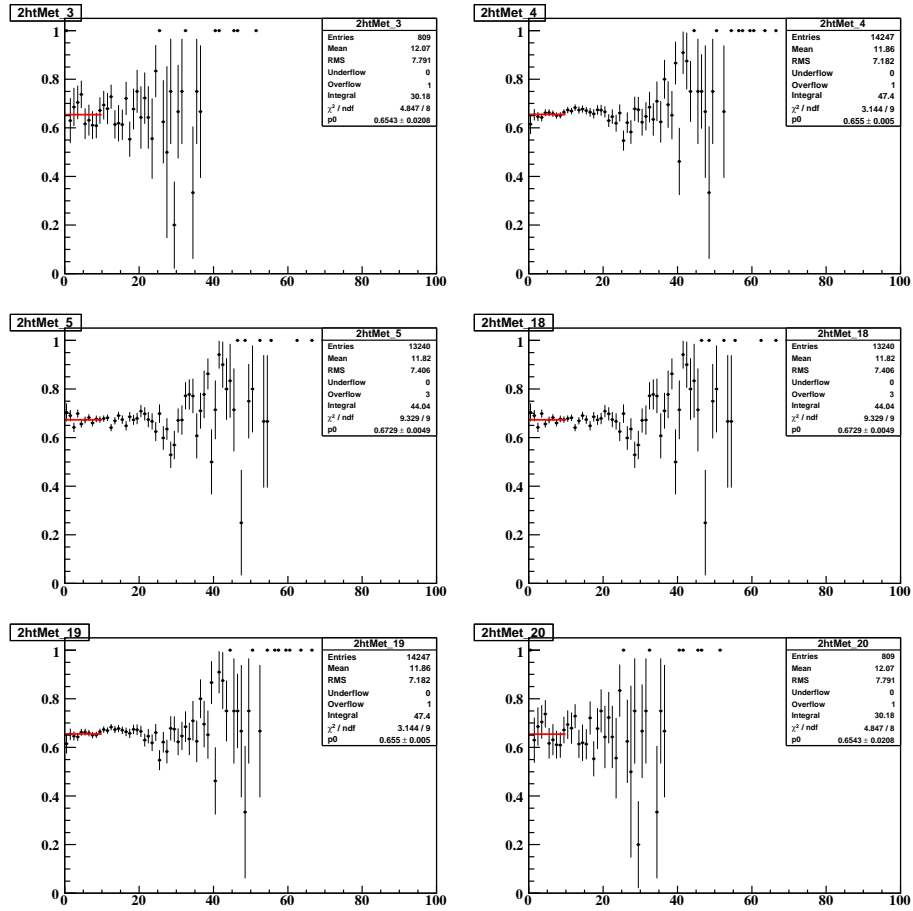 2htMet_3
2htMet_3
Entries 809
Mean 12.07
RMS 7.791
Underflow 0
Overflow 1
Integral 30.18
χ² / ndf 4.847 / 8
p0 0.6543 ± 0.0208
1
0.8
0.6
0.4
0.2
0
0 20 40 60 80 100
2htMet_4
2htMet_4
Entries 14247
Mean 11.86
RMS 7.182
Underflow 0
Overflow 1
Integral 47.4
χ² / ndf 3.144 / 9
p0 0.655 ± 0.005
1
0.8
0.6
0.4
0.2
0
0 20 40 60 80 100
2htMet_5
2htMet_5
Entries 13240
Mean 11.82
RMS 7.406
Underflow 0
Overflow 3
Integral 44.04
χ² / ndf 9.329 / 9
p0 0.6729 ± 0.0049
1
0.8
0.6
0.4
0.2
0
0 20 40 60 80 100
2htMet_18
2htMet_18
Entries 13240
Mean 11.82
RMS 7.406
Underflow 0
Overflow 3
Integral 44.04
χ² / ndf 9.329 / 9
p0 0.6729 ± 0.0049
1
0.8
0.6
0.4
0.2
0
0 20 40 60 80 100
2htMet_19
2htMet_19
Entries 14247
Mean 11.86
RMS 7.182
Underflow 0
Overflow 1
Integral 47.4
χ² / ndf 3.144 / 9
p0 0.655 ± 0.005
1
0.8
0.6
0.4
0.2
0
0 20 40 60 80 100
2htMet_20
2htMet_20
Entries 809
Mean 12.07
RMS 7.791
Underflow 0
Overflow 1
Integral 30.18
χ² / ndf 4.847 / 8
p0 0.6543 ± 0.0208
1
0.8
0.6
0.4
0.2
0
0 20 40 60 80 100